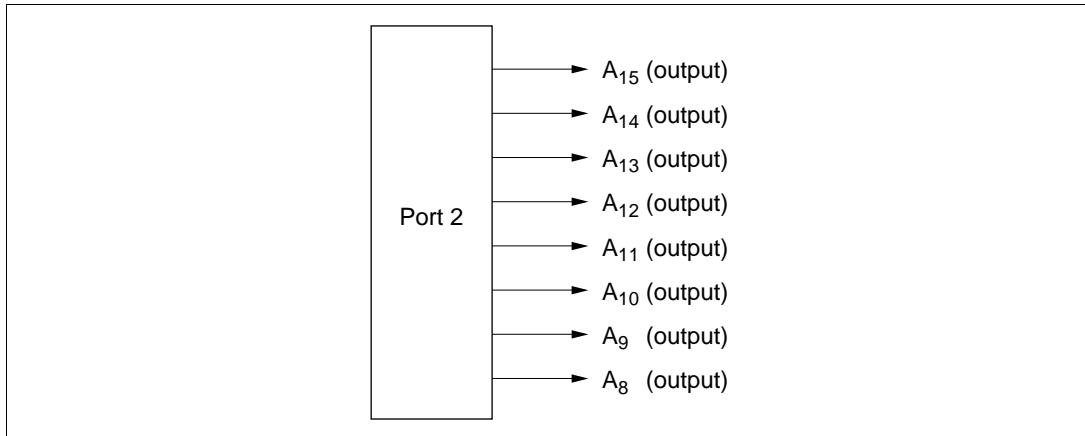 A15 (output)
A14 (output)
A13 (output)
A12 (output)
Port 2
A11 (output)
A10 (output)
A9 (output)
A8 (output)